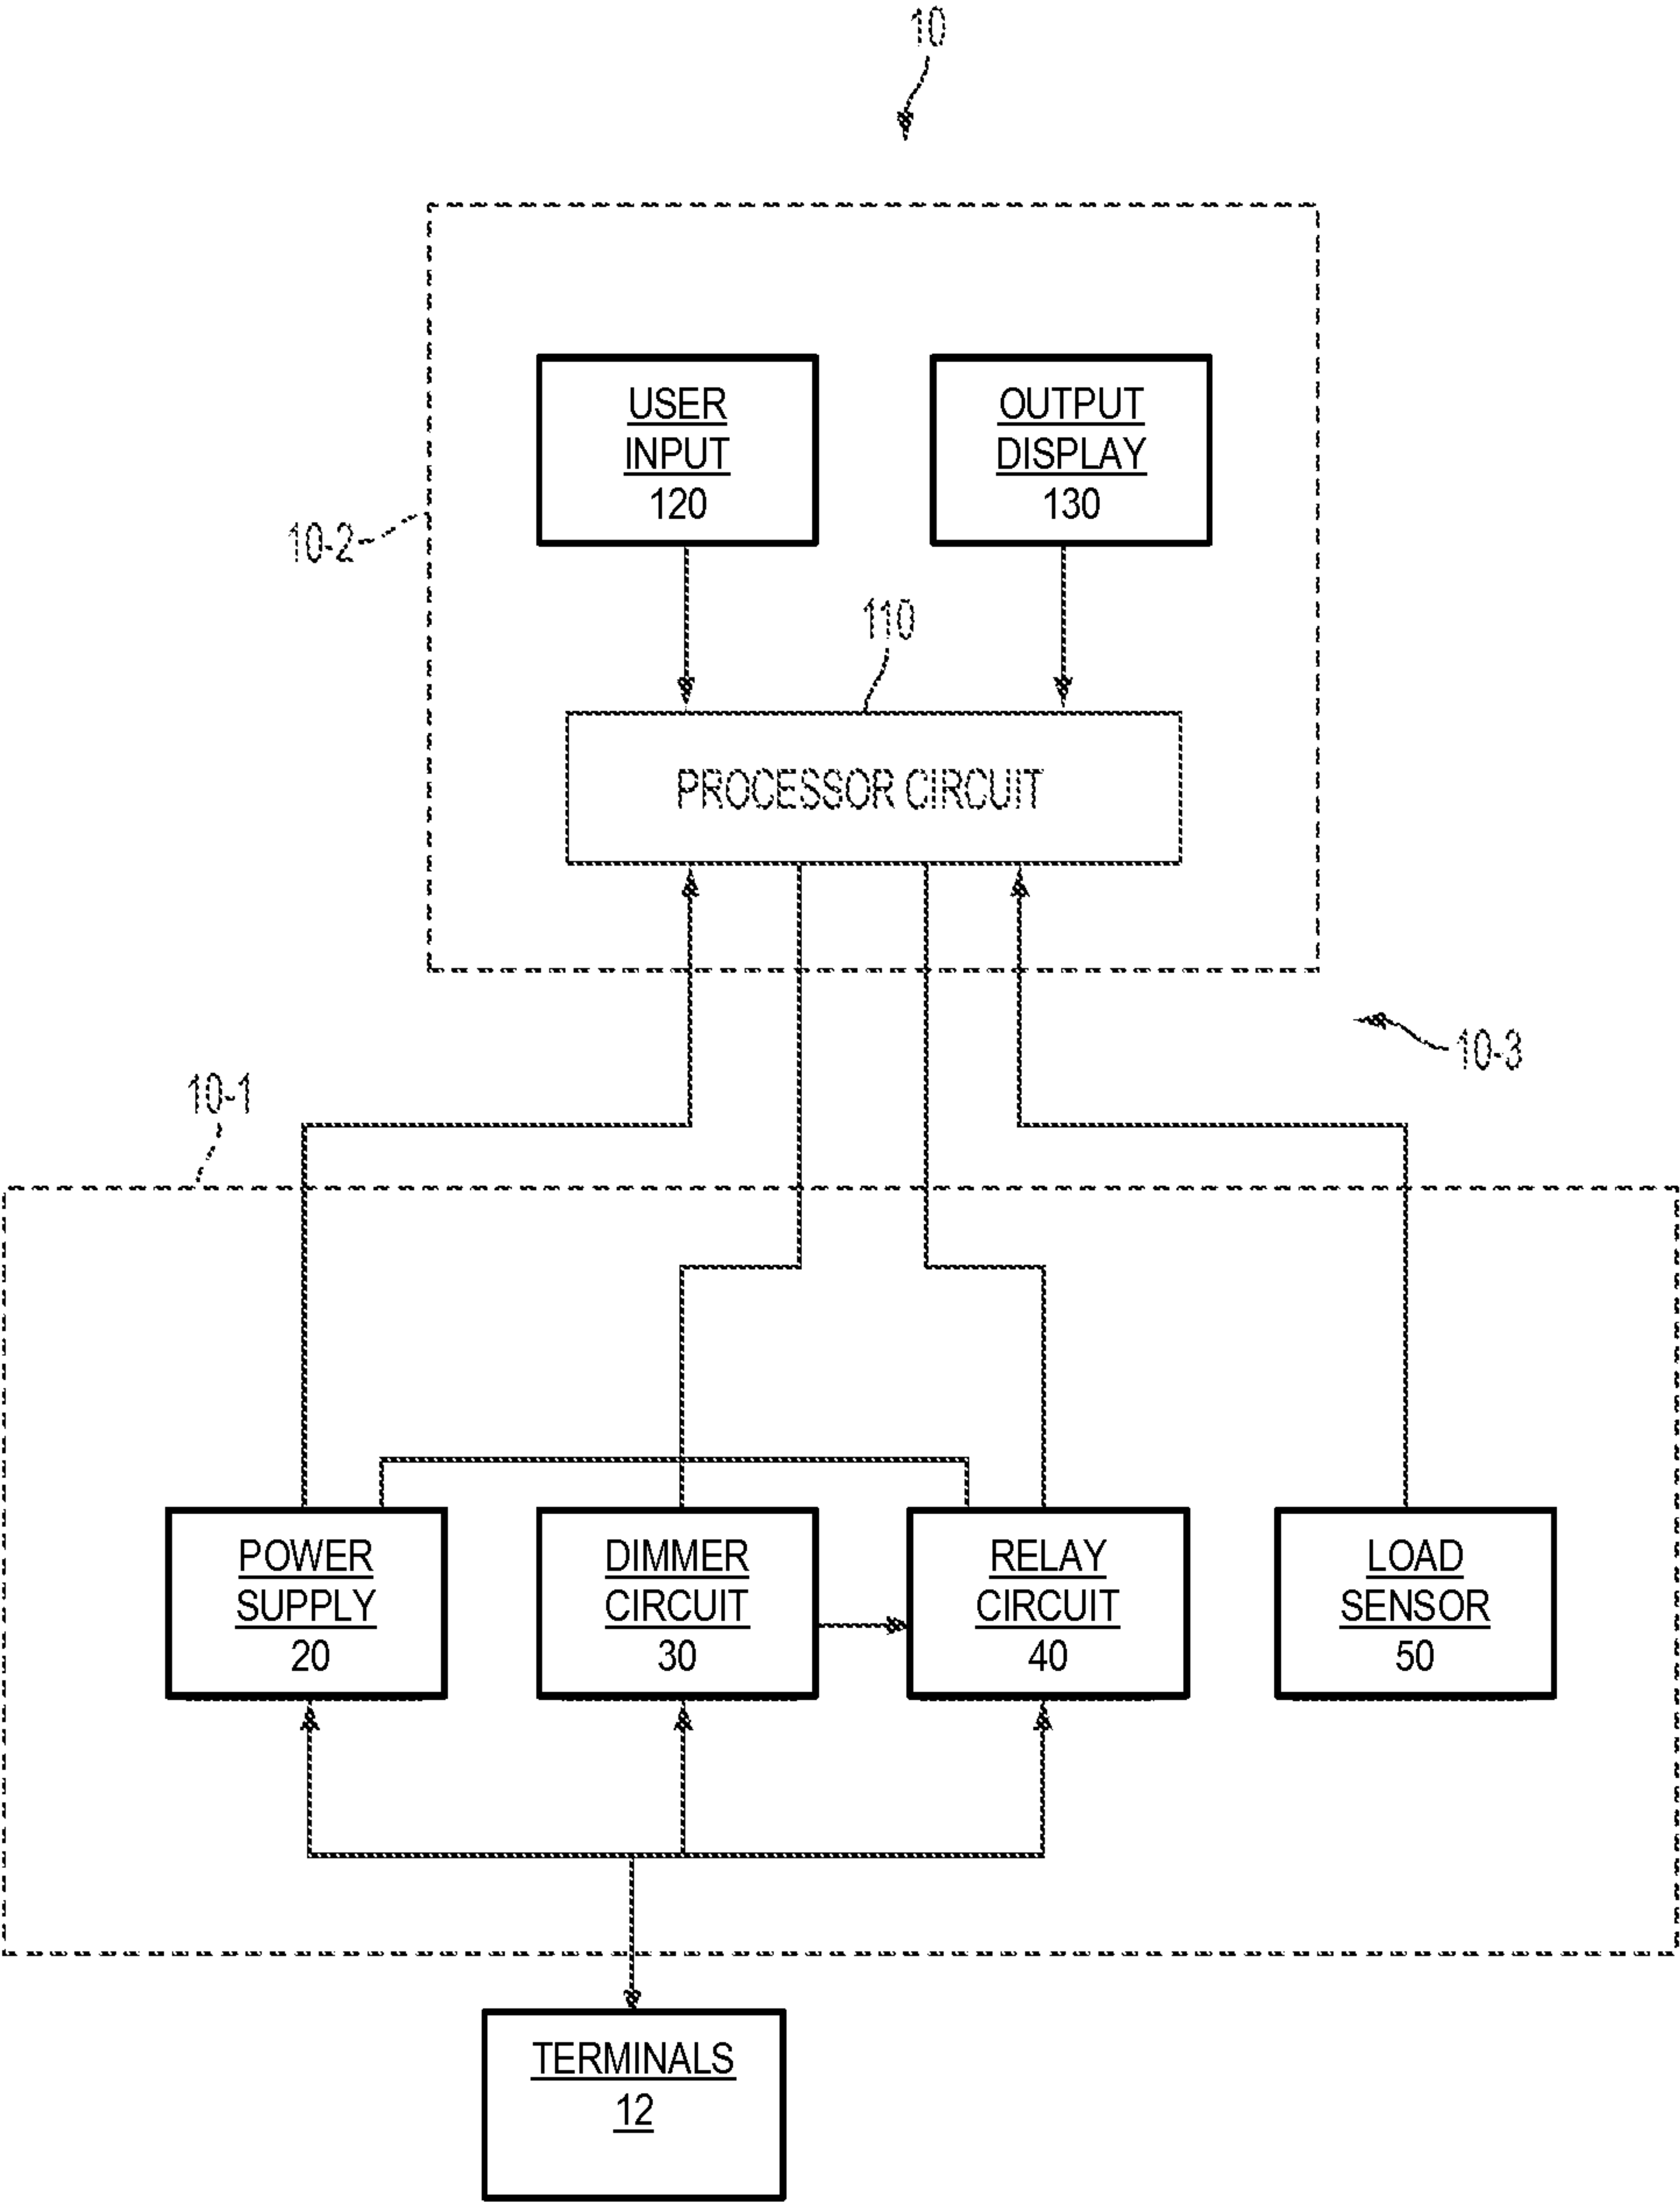 10
USER
INPUT
120
OUTPUT
DISPLAY
130
10-2
110
PROCESSOR CIRCUIT
10-3
10-1
POWER
SUPPLY
20
DIMMER
CIRCUIT
30
RELAY
CIRCUIT
40
LOAD
SENSOR
50
TERMINALS
12